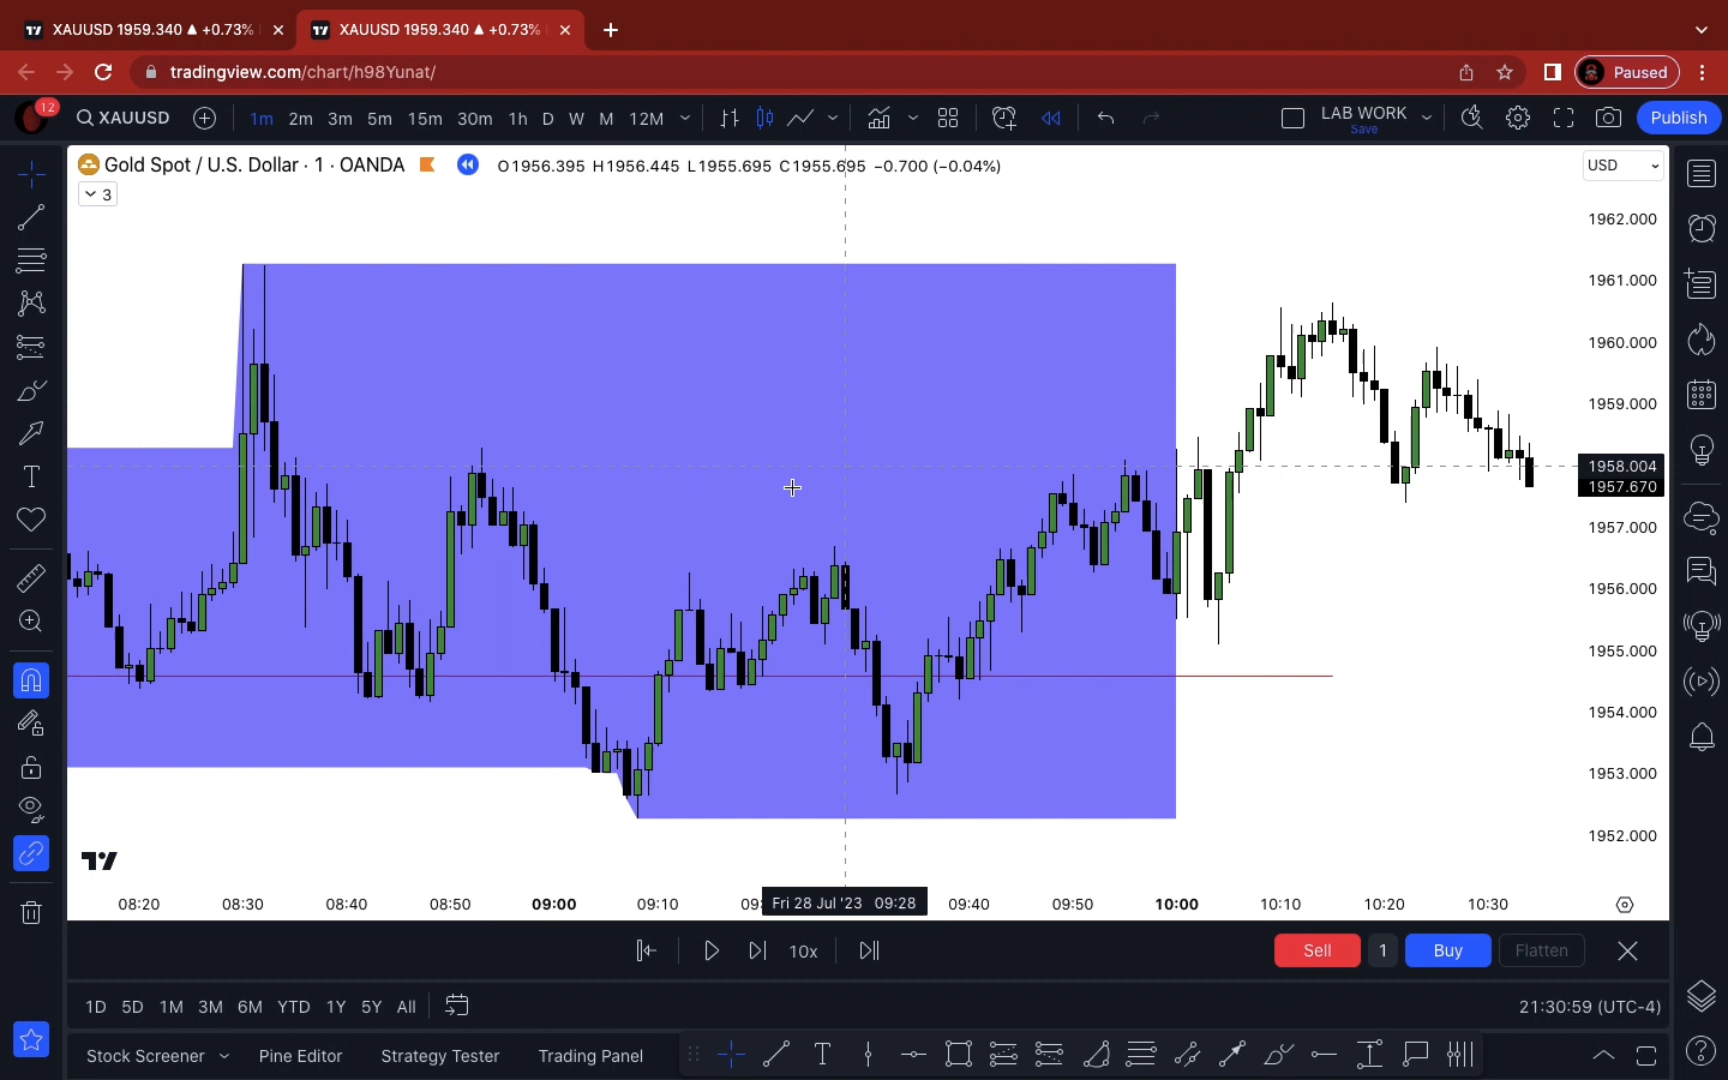 XAUUSD 1959.340 ▲ +0.73%
XAUUSD 1959.340 ▲ +0.73%
tradingview.com/chart/h98Yunat/
Paused
12
XAUUSD
1m 2m 3m 5m 15m 30m 1h D W M 12M
LAB WORK
Save
Publish
Gold Spot / U.S. Dollar · 1 · OANDA
O1956.395 H1956.445 L1955.695 C1955.695 −0.700 (−0.04%)
USD
3
1962.000
1961.000
1960.000
1959.000
1958.004
1957.670
1957.000
1956.000
1955.000
1954.000
1953.000
1952.000
08:20 08:30 08:40 08:50 09:00 09:10 Fri 28 Jul '23 09:28 09:40 09:50 10:00 10:10 10:20 10:30
10x
Sell
1
Buy
Flatten
1D 5D 1M 3M 6M YTD 1Y 5Y All
21:30:59 (UTC-4)
Stock Screener Pine Editor Strategy Tester Trading Panel